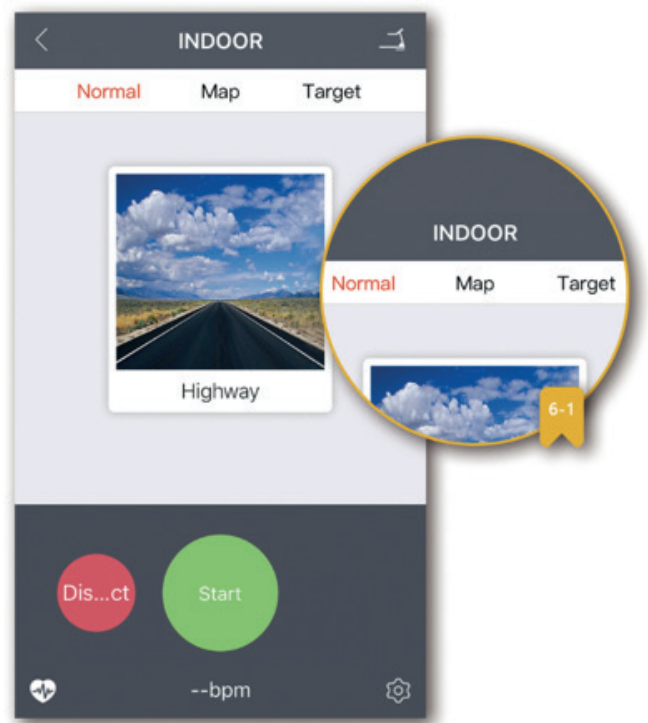 INDOOR
Normal Map Target
Highway
Dis...ct
Start
--bpm
INDOOR
Normal Map Target
6-1